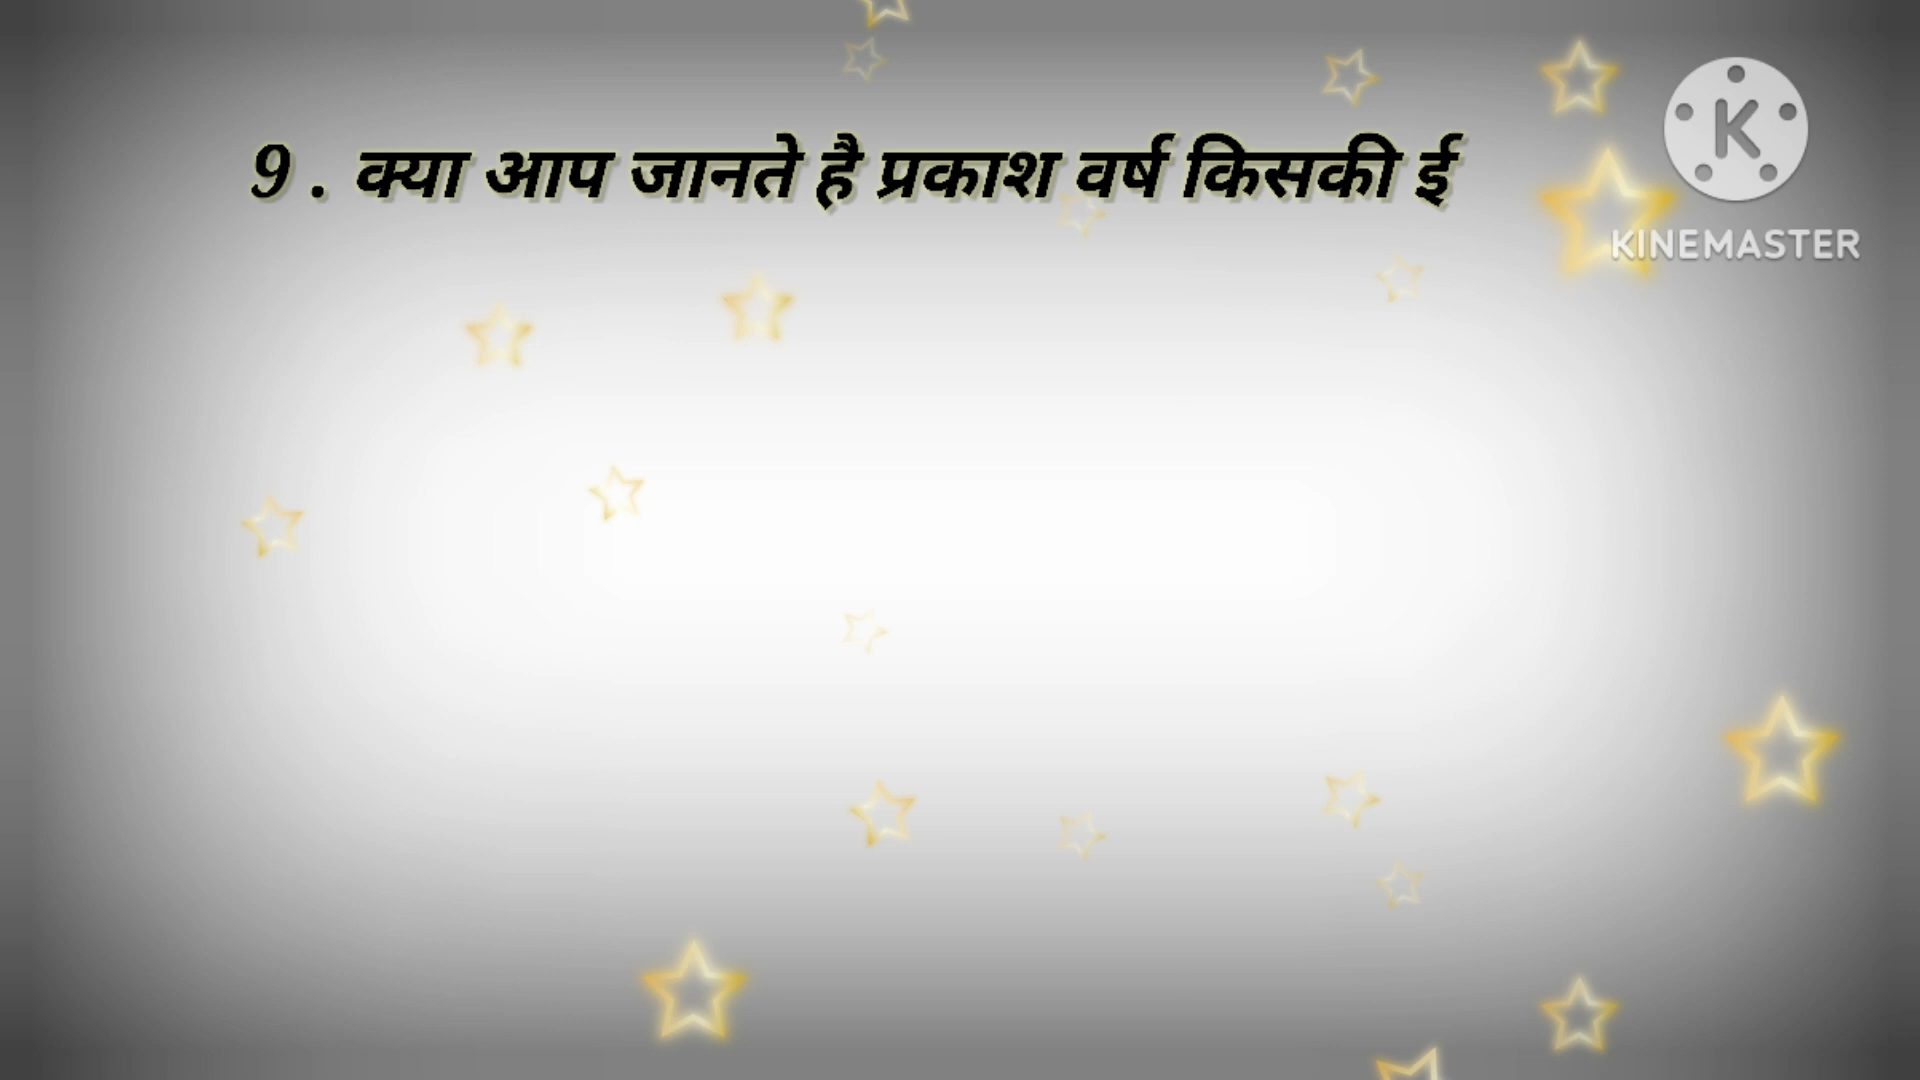 9 . क्या आप जानते है प्रकाश वर्ष किसकी ई
K
KINEMASTER